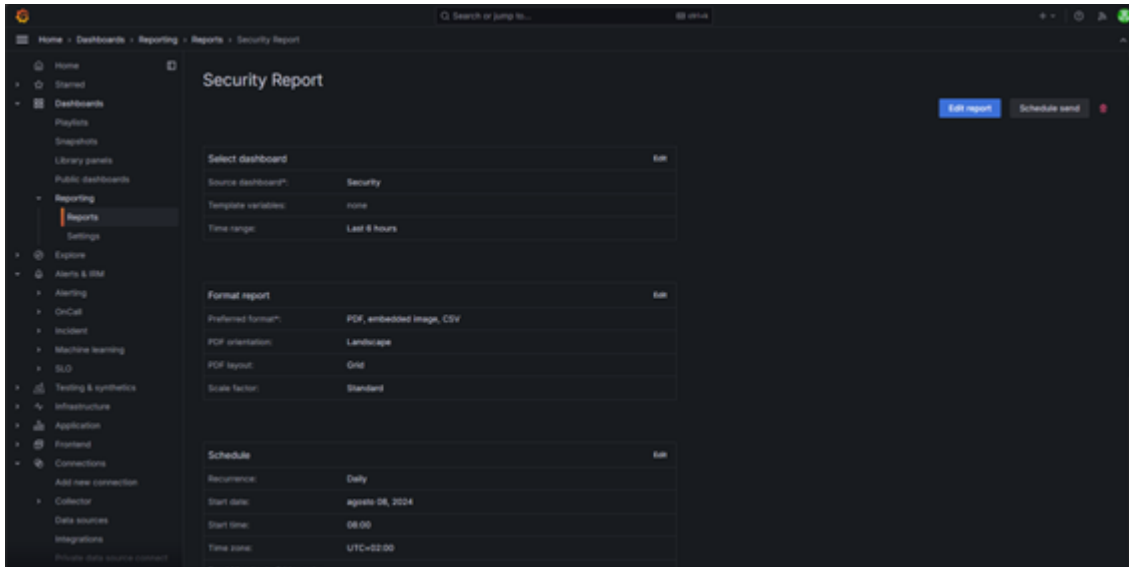 Search or jump to...
ctrl+k
Home › Dashboards › Reporting › Reports › Security Report
Home
Starred
Dashboards
Playlists
Snapshots
Library panels
Public dashboards
Reporting
Reports
Settings
Explore
Alerts & IRM
Alerting
OnCall
Incident
Machine learning
SLO
Testing & synthetics
Infrastructure
Application
Frontend
Connections
Add new connection
Collector
Data sources
Integrations
Private data source connect
Security Report
Edit report
Schedule send
Select dashboard
Edit
Source dashboard*: Security
Template variables: none
Time range: Last 6 hours
Format report
Edit
Preferred format*: PDF, embedded image, CSV
PDF orientation: Landscape
PDF layout: Grid
Scale factor: Standard
Schedule
Edit
Recurrence: Daily
Start date: agosto 08, 2024
Start time: 08:00
Time zone: UTC+02:00